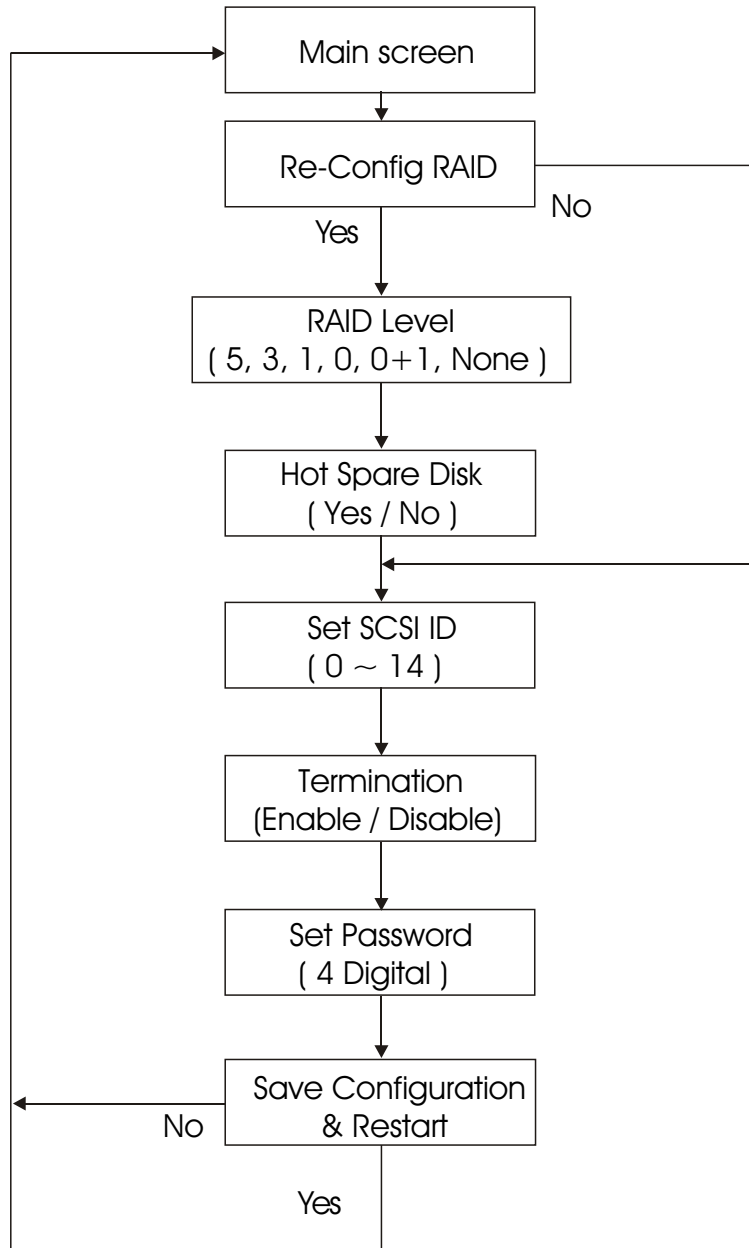 Main screen
Re-Config RAID
No
Yes
RAID Level
( 5, 3, 1, 0, 0+1, None )
Hot Spare Disk
( Yes / No )
Set SCSI ID
( 0 ~ 14 )
Termination
(Enable / Disable)
Set Password
( 4 Digital )
Save Configuration
& Restart
No
Yes